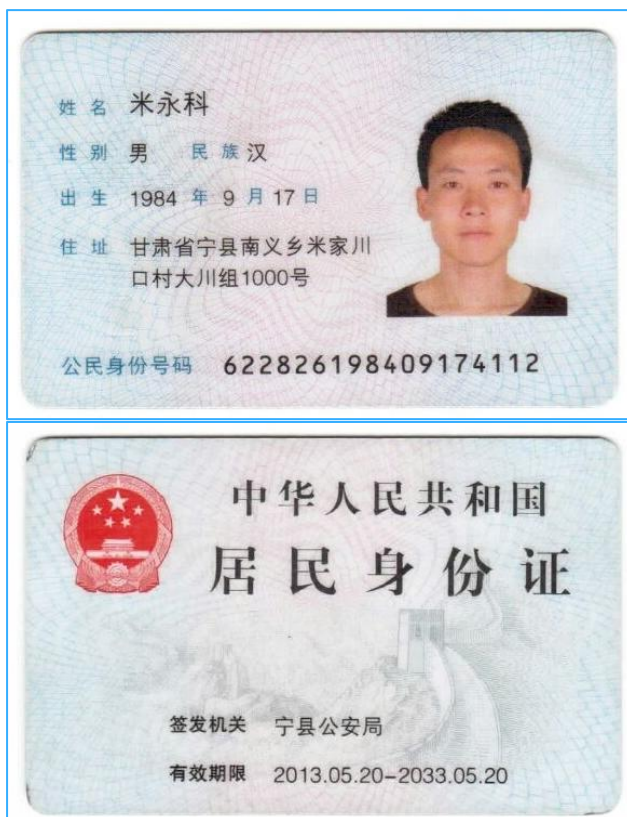 姓名 米永科
性别 男 民族 汉
出生 1984 年 9 月 17 日
住址 甘肃省宁县南义乡米家川
口村大川组1000号
公民身份号码 622826198409174112
中华人民共和国
居民身份证
签发机关 宁县公安局
有效期限 2013.05.20-2033.05.20